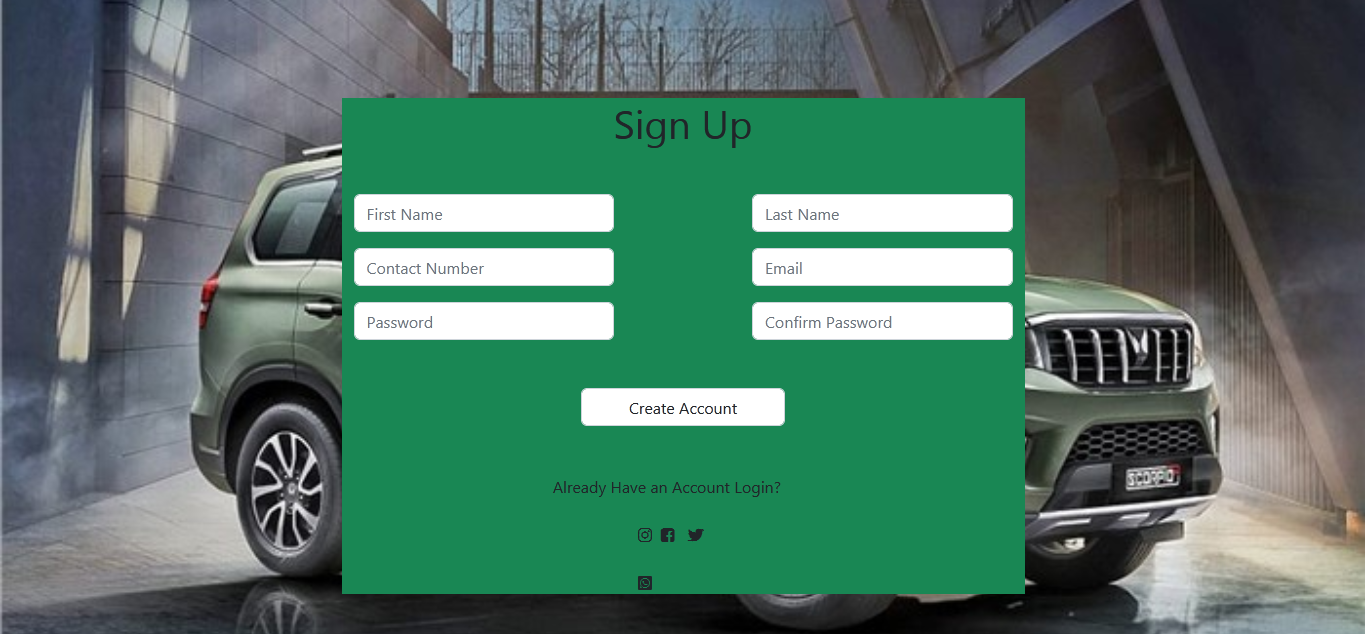 Sign Up
First Name
Last Name
Contact Number
Email
Password
Confirm Password
Create Account
SCORPIO
Already Have an Account Login?